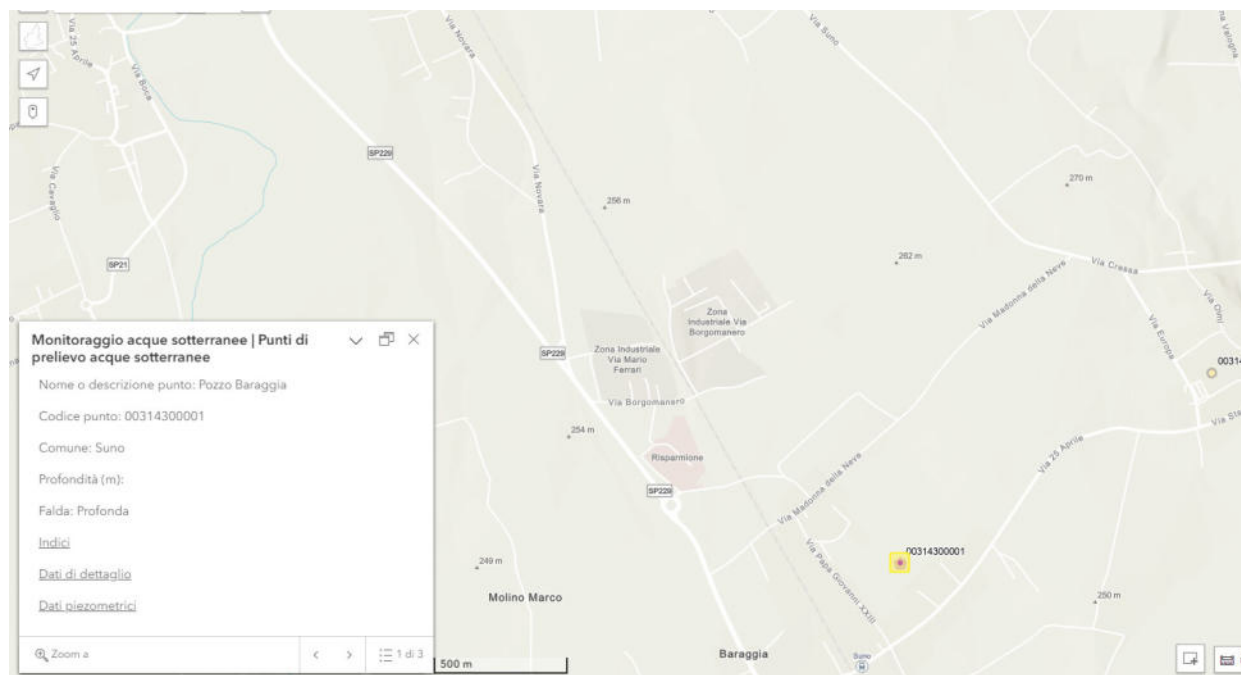 Via 25 Aprile
Via Boca
Via Novara
Via Suno
SP229
Via Cavaglio
Via Novara
256 m
270 m
SP21
262 m
Via Cressa
Via Madonna della Neve
Via Olmi
Via Europa
Zona
Industriale Via
Borgomanero
SP229
Zona Industriale
Via Mario
Ferrari
Via Borgomanero
254 m
Risparmione
SP229
Via 25 Aprile
Via Madonna della Neve
Via Papa Giovanni XXIII
00314300001
249 m
Molino Marco
250 m
Baraggia
Suno
500 m
Monitoraggio acque sotterranee | Punti di
prelievo acque sotterranee
Nome o descrizione punto: Pozzo Baraggia
Codice punto: 00314300001
Comune: Suno
Profondità (m):
Falda: Profonda
Indici
Dati di dettaglio
Dati piezometrici
Zoom a
1 di 3